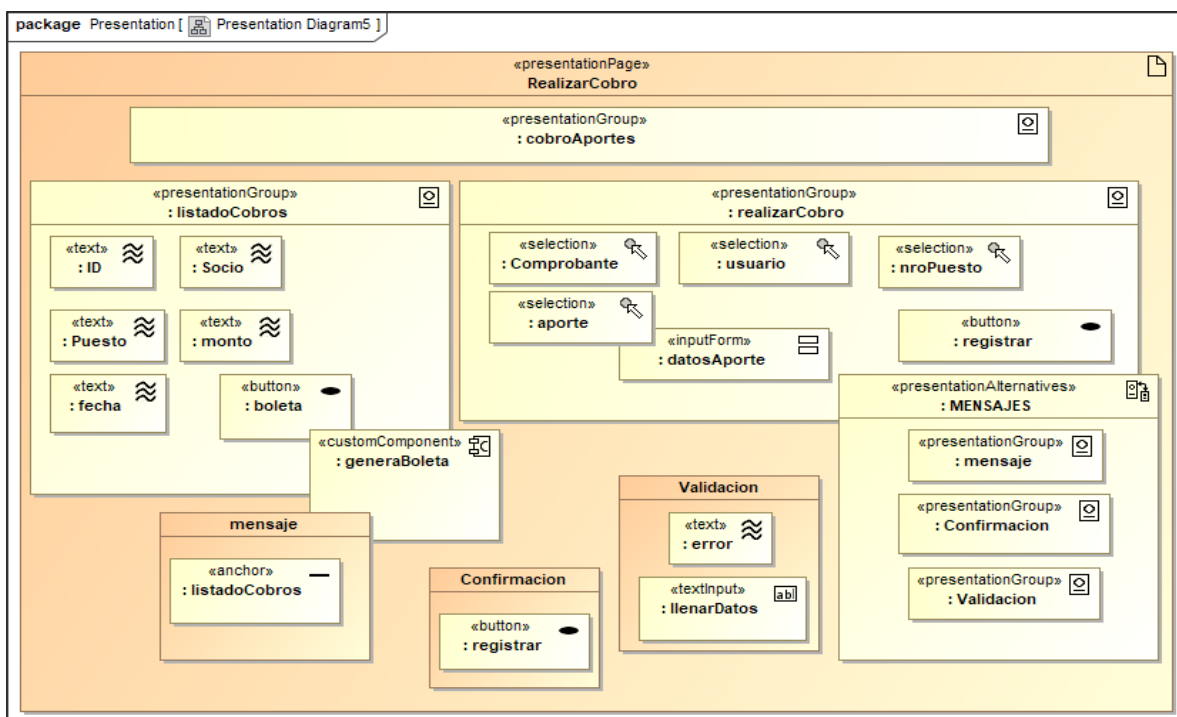 package Presentation [ Presentation Diagram5 ]
«presentationPage»
RealizarCobro
«presentationGroup»
: cobroAportes
«presentationGroup»
: listadoCobros
«text»
: ID
«text»
: Socio
«text»
: Puesto
«text»
: monto
«text»
: fecha
«button»
: boleta
«customComponent»
: generaBoleta
«presentationGroup»
: realizarCobro
«selection»
: Comprobante
«selection»
: usuario
«selection»
: nroPuesto
«selection»
: aporte
«inputForm»
: datosAporte
«button»
: registrar
«presentationAlternatives»
: MENSAJES
«presentationGroup»
: mensaje
«presentationGroup»
: Confirmacion
«presentationGroup»
: Validacion
mensaje
«anchor»
: listadoCobros
Confirmacion
«button»
: registrar
Validacion
«text»
: error
«textInput»
: llenarDatos
ab